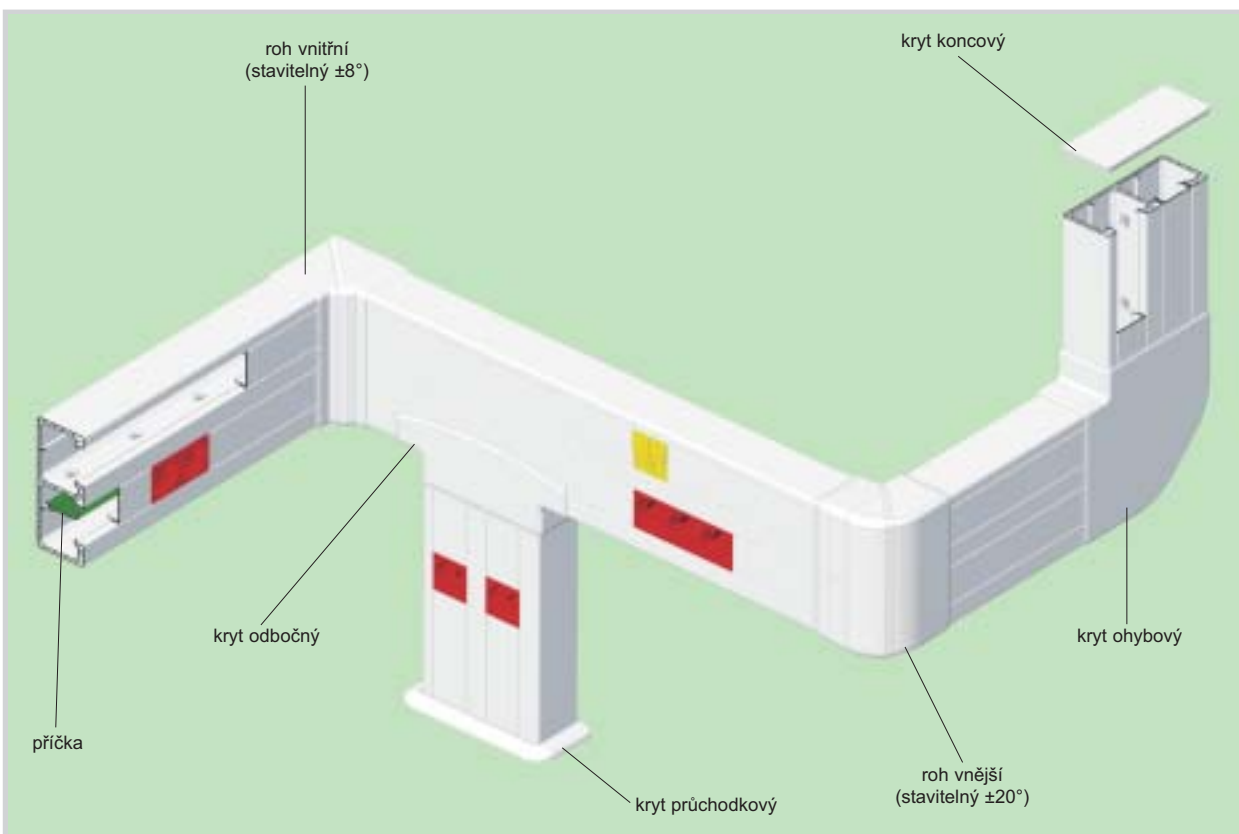 roh vnitřní
(stavitelný ±8°)
kryt koncový
kryt odbočný
kryt ohybový
příčka
roh vnější
(stavitelný ±20°)
kryt průchodkový